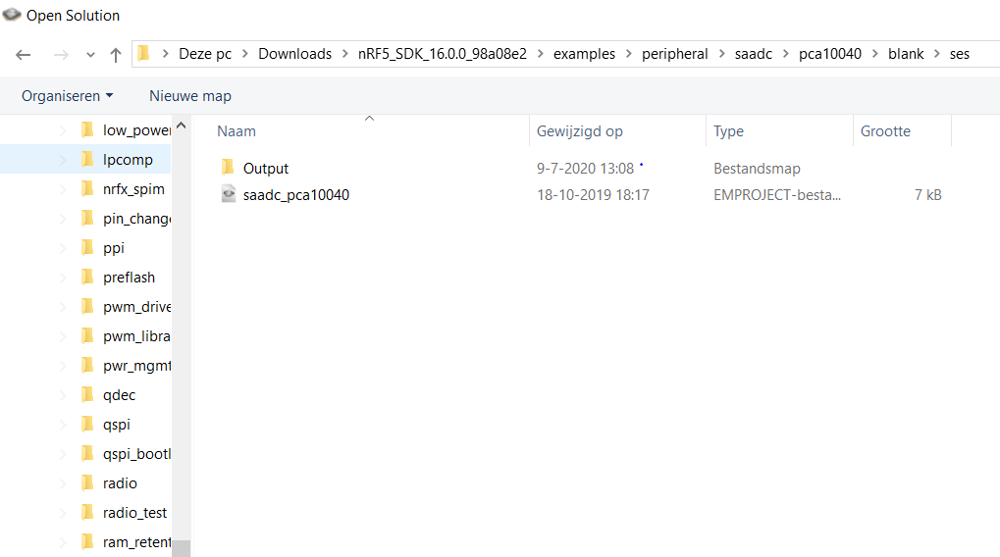 Open Solution
Deze pc > Downloads > nRF5_SDK_16.0.0_98a08e2 > examples > peripheral > saadc > pca10040 > blank > ses
Organiseren Nieuwe map
Naam Gewijzigd op Type Grootte
low_power
lpcomp
nrfx_spim
pin_change
ppi
preflash
pwm_drive
pwm_libra
pwr_mgmt
qdec
qspi
qspi_bootl
radio
radio_test
ram_retent
Output 9-7-2020 13:08 Bestandsmap
saadc_pca10040 18-10-2019 18:17 EMPROJECT-besta... 7 kB